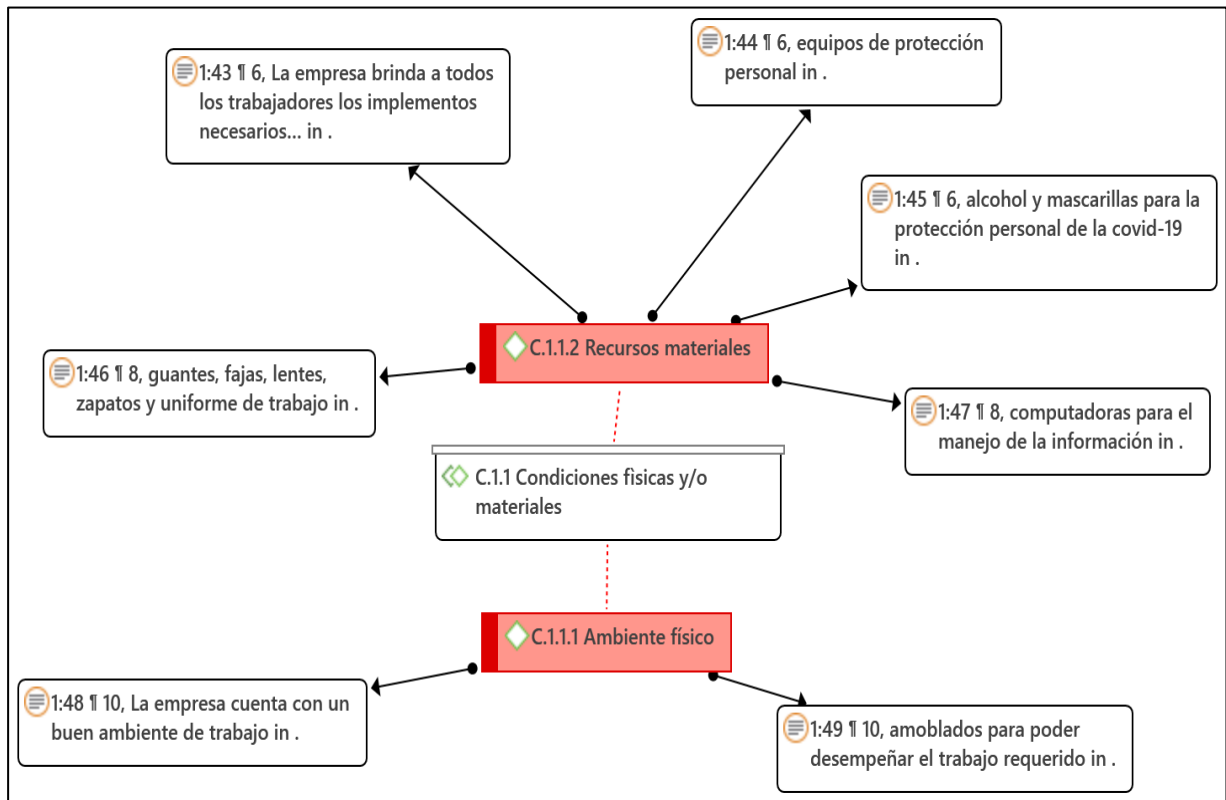 1:44 ¶ 6, equipos de protección
personal in .
1:43 ¶ 6, La empresa brinda a todos
los trabajadores los implementos
necesarios... in .
1:45 ¶ 6, alcohol y mascarillas para la
protección personal de la covid-19
in .
C.1.1.2 Recursos materiales
1:46 ¶ 8, guantes, fajas, lentes,
zapatos y uniforme de trabajo in .
1:47 ¶ 8, computadoras para el
manejo de la información in .
C.1.1 Condiciones fìsicas y/o
materiales
C.1.1.1 Ambiente físico
1:48 ¶ 10, La empresa cuenta con un
buen ambiente de trabajo in .
1:49 ¶ 10, amoblados para poder
desempeñar el trabajo requerido in .